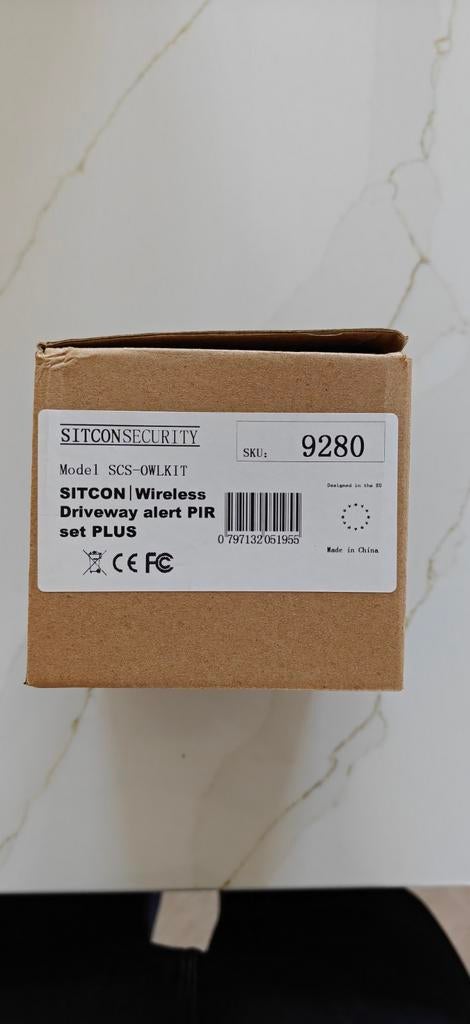 SITCONSECURITY
SKU: 9280
Model SCS-OWLKIT
SITCON|Wireless
Driveway alert PIR
set PLUS
Designed in the EU
0 797132 051955
CE FC
Made in China